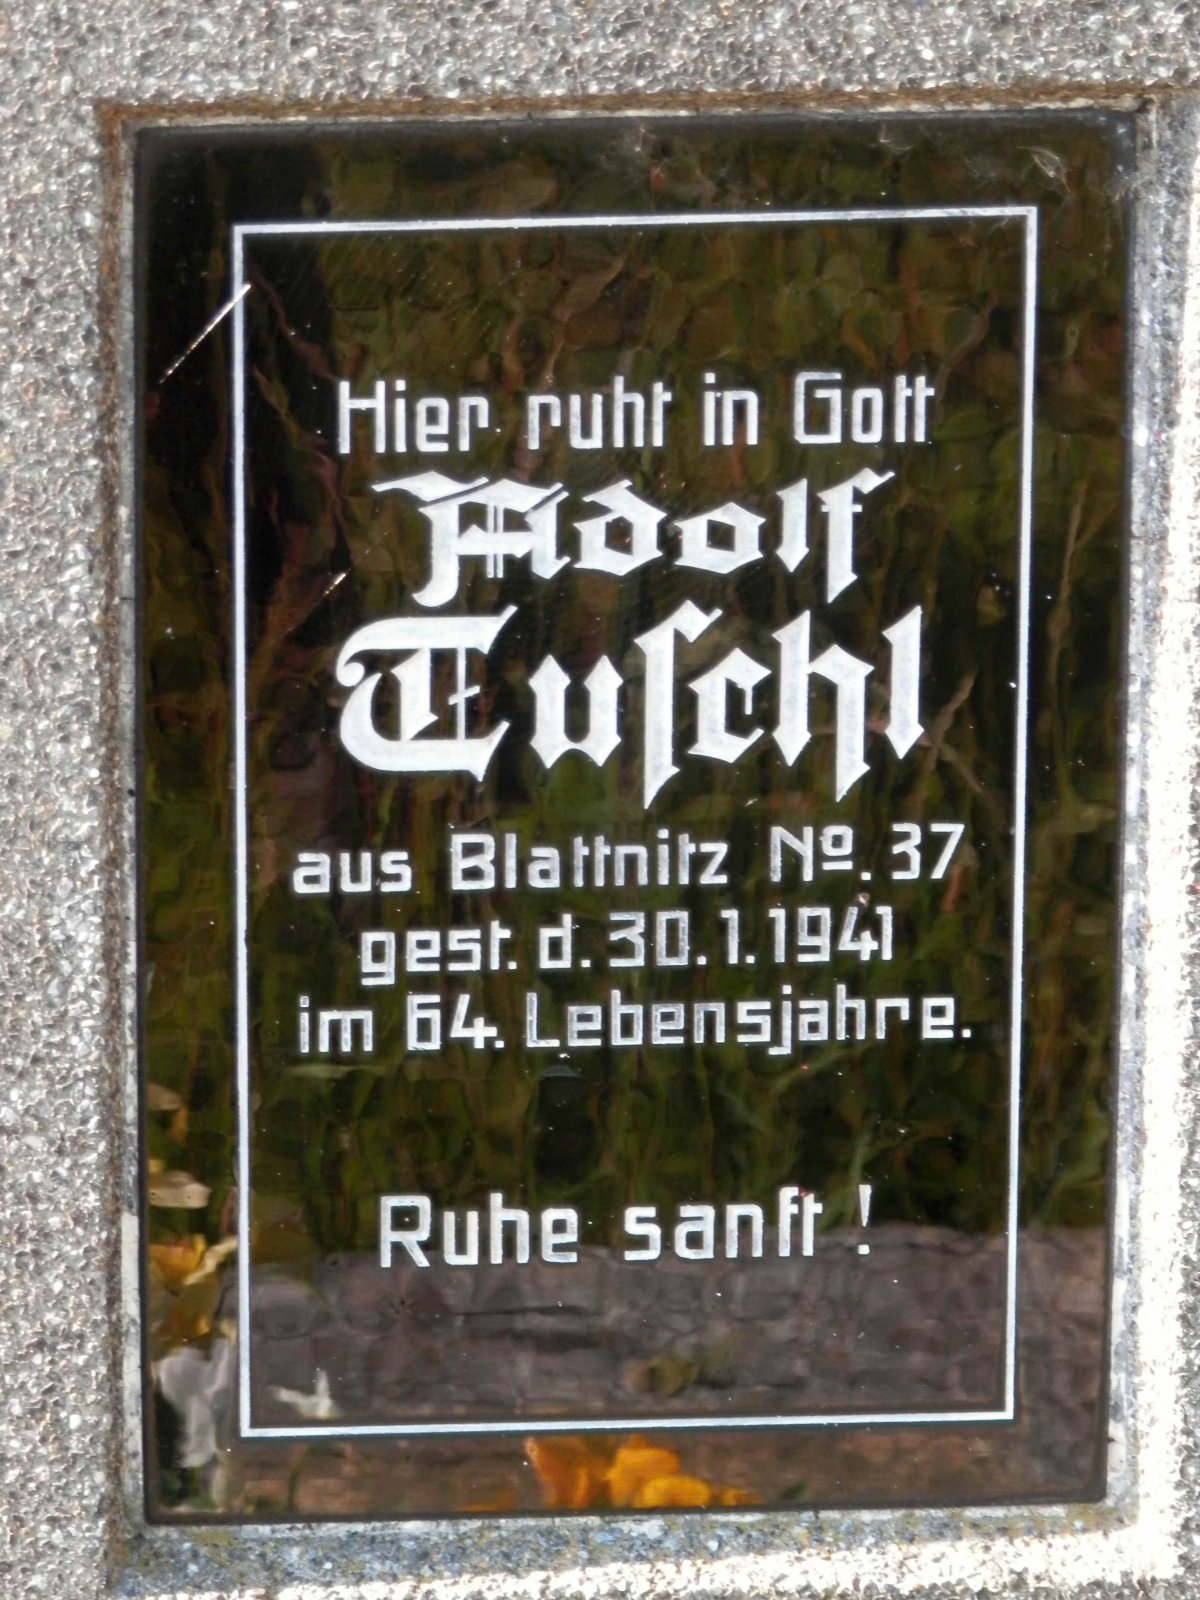 Hier ruht in Gott
Adolf
Tuſchl
aus Blattnitz Nº. 37
gest. d. 30.1.1941
im 64. Lebensjahre.
Ruhe sanft!